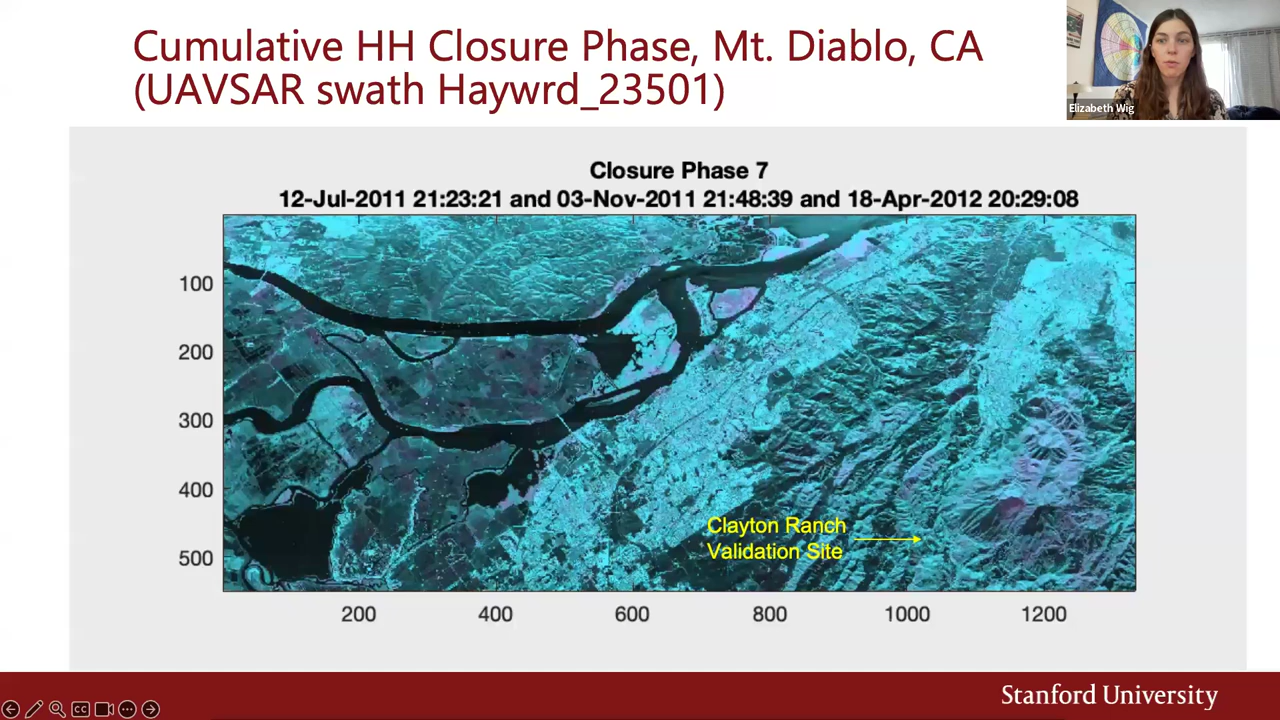 Cumulative HH Closure Phase, Mt. Diablo, CA
(UAVSAR swath Haywrd_23501)
Elizabeth Wig
Closure Phase 7
12-Jul-2011 21:23:21 and 03-Nov-2011 21:48:39 and 18-Apr-2012 20:29:08
100
200
300
400
500
Clayton Ranch
Validation Site
200
400
600
800
1000
1200
Stanford University
CC